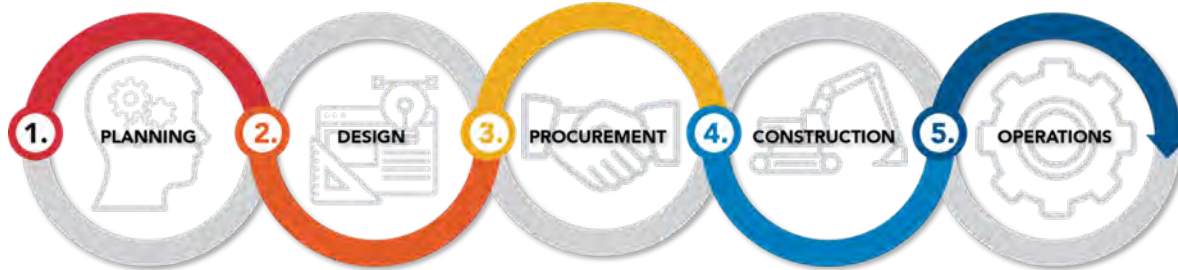 1. PLANNING
2. DESIGN
3. PROCUREMENT
4. CONSTRUCTION
5. OPERATIONS